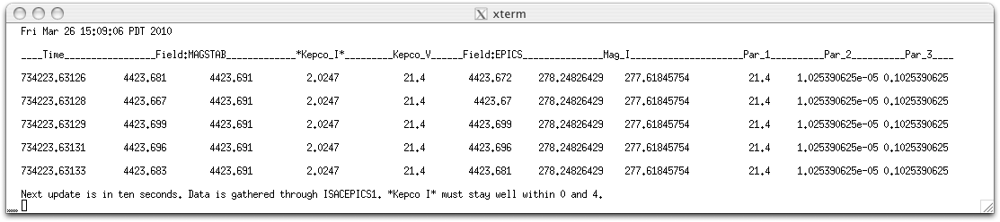 xterm
Fri Mar 26 15:09:06 PDT 2010
____Time_________________Field:MAGSTAB_____________*Kepco_I*_________Kepco_V______Field:EPICS_______________Mag_I_____________________Par_1__________Par_2__________Par_3____
734223.63126 4423.681 4423.691 2.0247 21.4 4423.672 278.24826429 277.61845754 21.4 1.025390625e-05 0.1025390625
734223.63128 4423.667 4423.691 2.0247 21.4 4423.67 278.24826429 277.61845754 21.4 1.025390625e-05 0.1025390625
734223.63129 4423.699 4423.691 2.0247 21.4 4423.699 278.24826429 277.61845754 21.4 1.025390625e-05 0.1025390625
734223.63131 4423.696 4423.691 2.0247 21.4 4423.696 278.24826429 277.61845754 21.4 1.025390625e-05 0.1025390625
734223.63133 4423.683 4423.691 2.0247 21.4 4423.681 278.24826429 277.61845754 21.4 1.025390625e-05 0.1025390625
Next update is in ten seconds. Data is gathered through ISACEPICS1. *Kepco I* must stay well within 0 and 4.